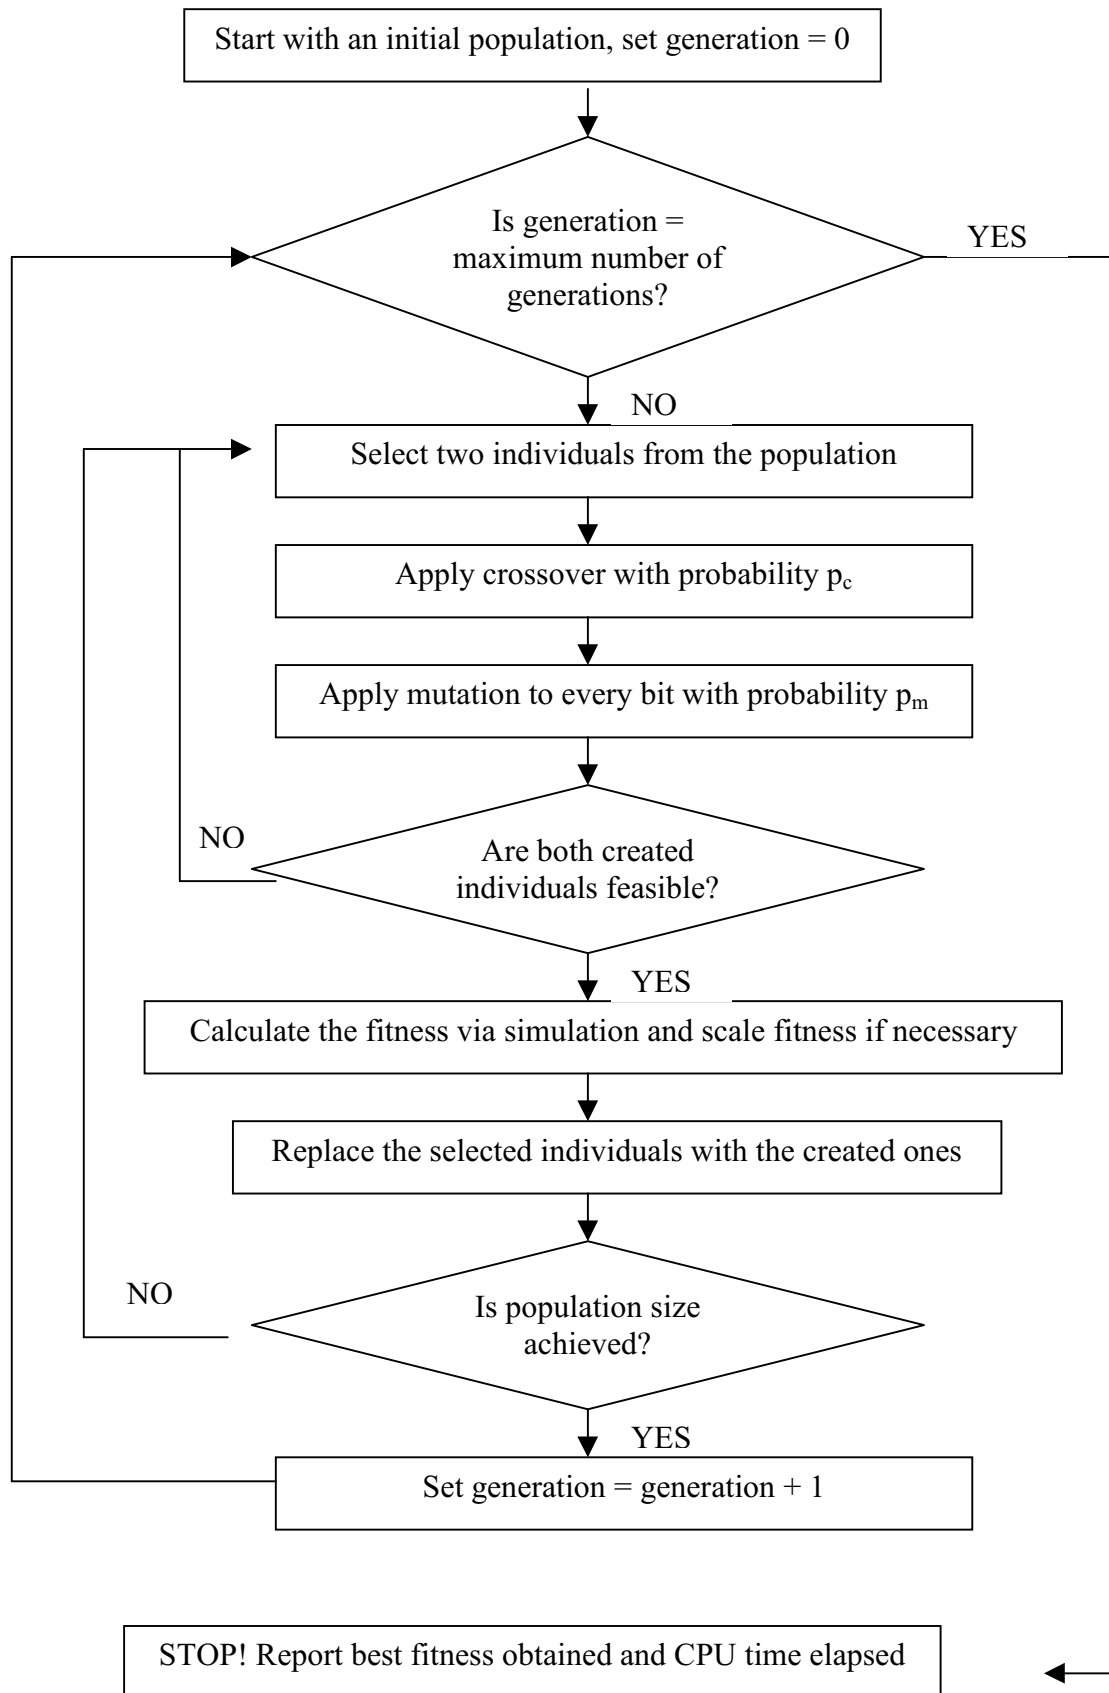 Start with an initial population, set generation = 0
Is generation =
maximum number of
generations?
YES
NO
Select two individuals from the population
Apply crossover with probability pc
Apply mutation to every bit with probability pm
NO
Are both created
individuals feasible?
YES
Calculate the fitness via simulation and scale fitness if necessary
Replace the selected individuals with the created ones
NO
Is population size
achieved?
YES
Set generation = generation + 1
STOP! Report best fitness obtained and CPU time elapsed